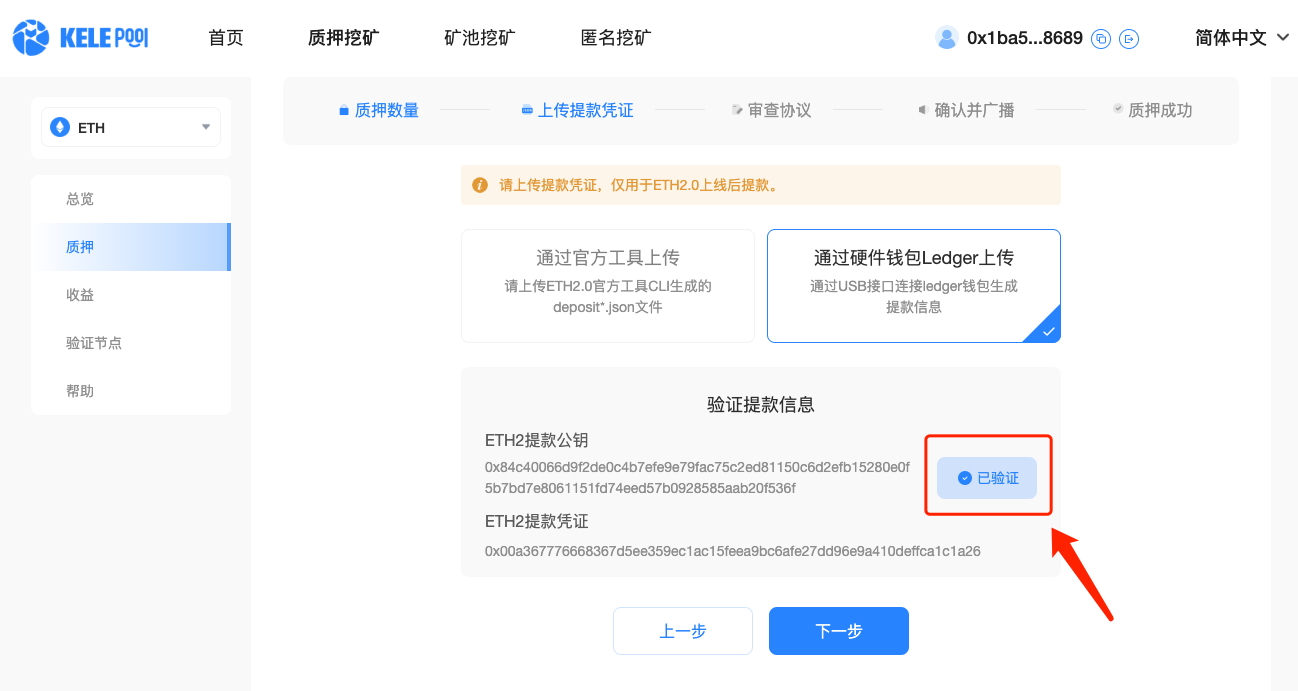 KELE POOl
首页
质押挖矿
矿池挖矿
匿名挖矿
0x1ba5...8689
简体中文
ETH
总览
质押
收益
验证节点
帮助
质押数量
上传提款凭证
审查协议
确认并广播
质押成功
请上传提款凭证，仅用于ETH2.0上线后提款。
通过官方工具上传
请上传ETH2.0官方工具CLI生成的
deposit*.json文件
通过硬件钱包Ledger上传
通过USB接口连接ledger钱包生成
提款信息
验证提款信息
ETH2提款公钥
0x84c40066d9f2de0c4b7efe9e79fac75c2ed81150c6d2efb15280e0f
5b7bd7e8061151fd74eed57b0928585aab20f536f
已验证
ETH2提款凭证
0x00a367776668367d5ee359ec1ac15feea9bc6afe27dd96e9a410deffca1c1a26
上一步
下一步